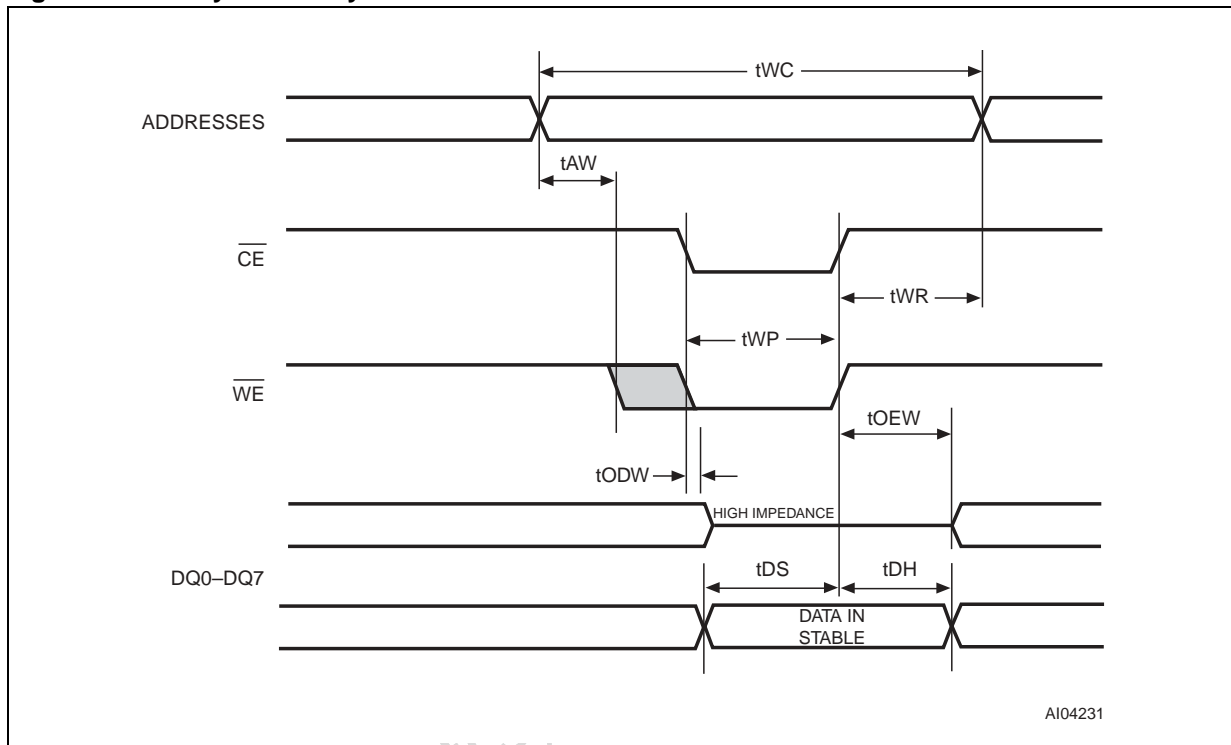 tWC
ADDRESSES
tAW
CE
tWR
tWP
WE
tOEW
tODW
HIGH IMPEDANCE
DQ0–DQ7
tDS
tDH
DATA IN
STABLE
AI04231